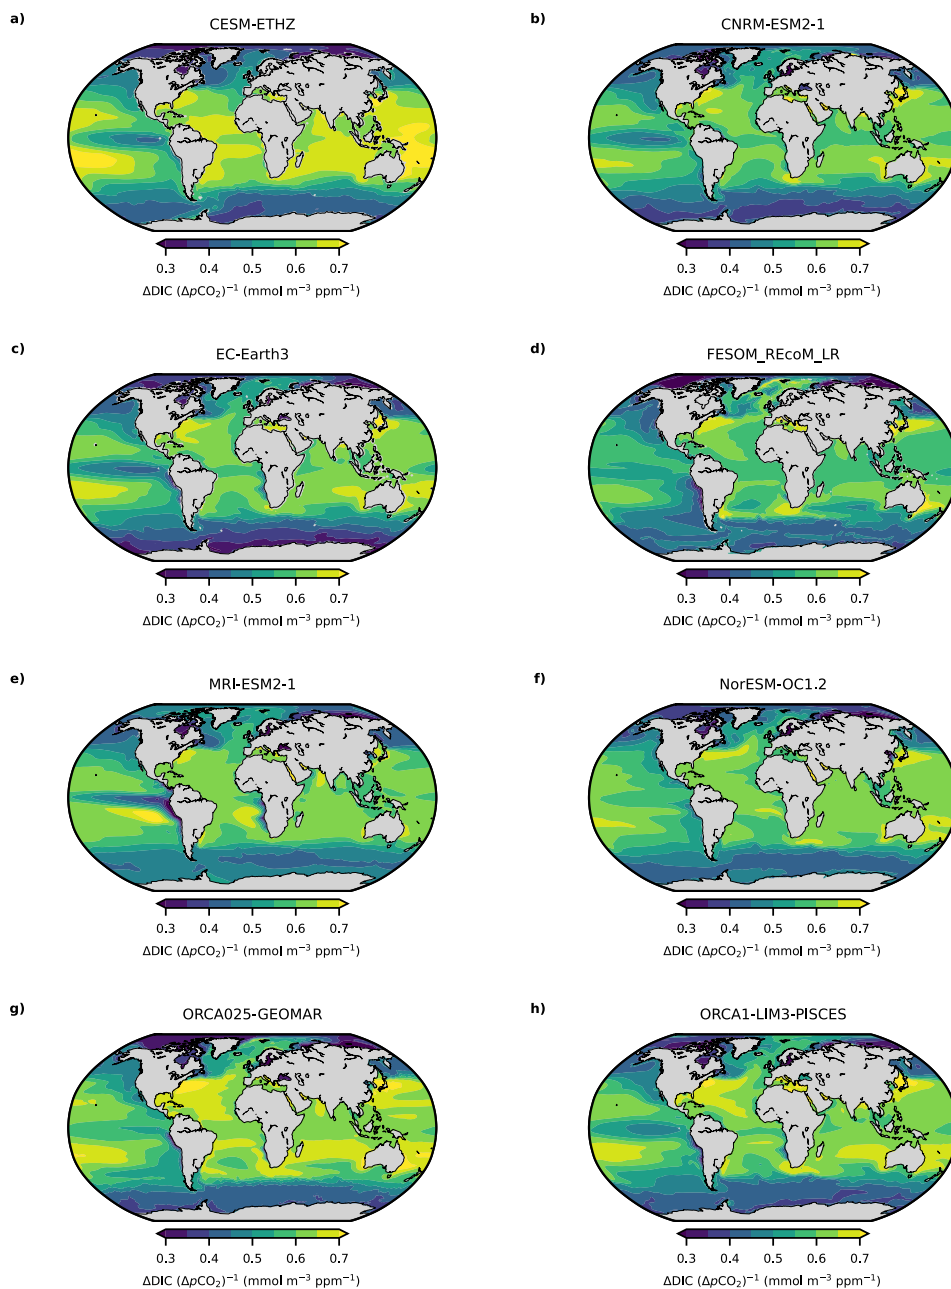 a)
CESM-ETHZ
0.3 0.4 0.5 0.6 0.7
ΔDIC (ΔpCO₂)⁻¹ (mmol m⁻³ ppm⁻¹)
b)
CNRM-ESM2-1
0.3 0.4 0.5 0.6 0.7
ΔDIC (ΔpCO₂)⁻¹ (mmol m⁻³ ppm⁻¹)
c)
EC-Earth3
0.3 0.4 0.5 0.6 0.7
ΔDIC (ΔpCO₂)⁻¹ (mmol m⁻³ ppm⁻¹)
d)
FESOM_REcoM_LR
0.3 0.4 0.5 0.6 0.7
ΔDIC (ΔpCO₂)⁻¹ (mmol m⁻³ ppm⁻¹)
e)
MRI-ESM2-1
0.3 0.4 0.5 0.6 0.7
ΔDIC (ΔpCO₂)⁻¹ (mmol m⁻³ ppm⁻¹)
f)
NorESM-OC1.2
0.3 0.4 0.5 0.6 0.7
ΔDIC (ΔpCO₂)⁻¹ (mmol m⁻³ ppm⁻¹)
g)
ORCA025-GEOMAR
0.3 0.4 0.5 0.6 0.7
ΔDIC (ΔpCO₂)⁻¹ (mmol m⁻³ ppm⁻¹)
h)
ORCA1-LIM3-PISCES
0.3 0.4 0.5 0.6 0.7
ΔDIC (ΔpCO₂)⁻¹ (mmol m⁻³ ppm⁻¹)